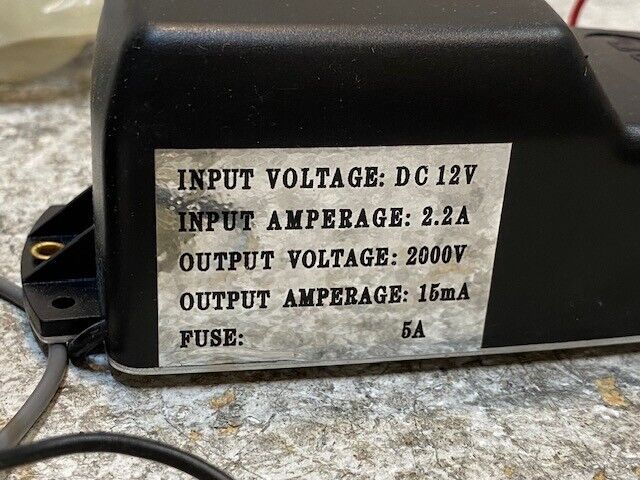 INPUT VOLTAGE: DC 12V
INPUT AMPERAGE: 2.2A
OUTPUT VOLTAGE: 2000V
OUTPUT AMPERAGE: 15mA
FUSE: 5A